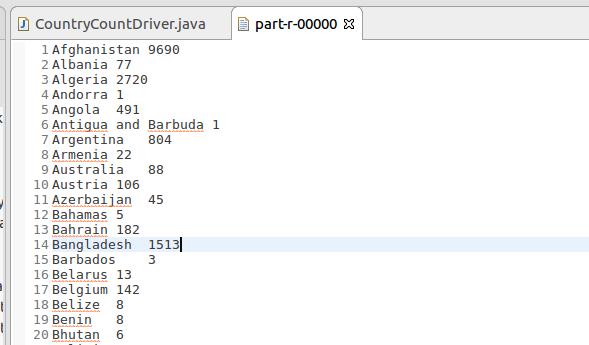 CountryCountDriver.java part-r-00000
1 Afghanistan 9690
2 Albania 77
3 Algeria 2720
4 Andorra 1
5 Angola 491
6 Antigua and Barbuda 1
7 Argentina 804
8 Armenia 22
9 Australia 88
10 Austria 106
11 Azerbaijan 45
12 Bahamas 5
13 Bahrain 182
14 Bangladesh 1513
15 Barbados 3
16 Belarus 13
17 Belgium 142
18 Belize 8
19 Benin 8
20 Bhutan 6